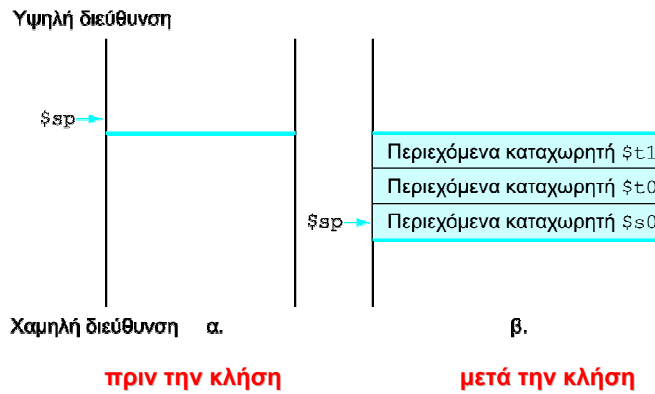 Υψηλή διεύθυνση
$sp
Περιεχόμενα καταχωρητή $t1
Περιεχόμενα καταχωρητή $t0
$sp
Περιεχόμενα καταχωρητή $s0
Χαμηλή διεύθυνση α. β.
πριν την κλήση μετά την κλήση